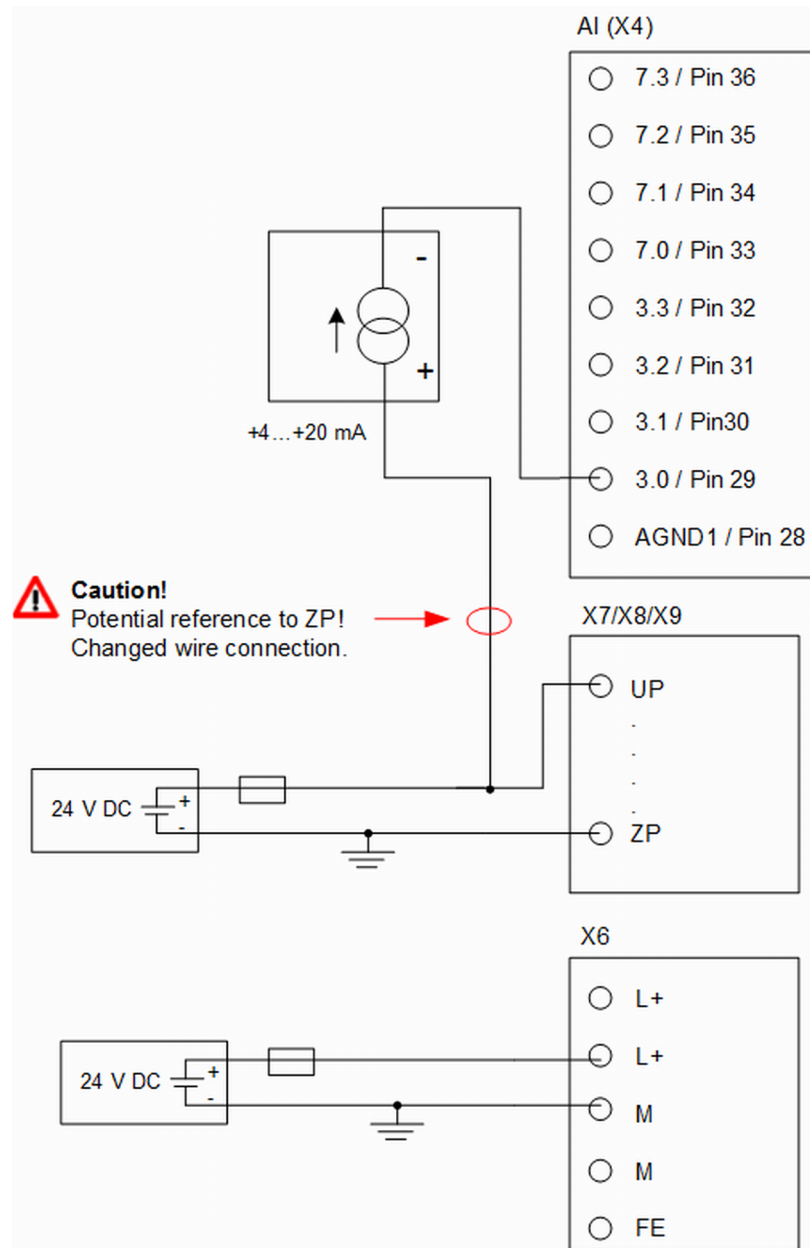 AI (X4)
7.3 / Pin 36
7.2 / Pin 35
7.1 / Pin 34
7.0 / Pin 33
3.3 / Pin 32
3.2 / Pin 31
3.1 / Pin30
3.0 / Pin 29
AGND1 / Pin 28
-
+
+4...+20 mA
Caution!
Potential reference to ZP!
Changed wire connection.
X7/X8/X9
UP
.
.
.
.
ZP
24 V DC
+
-
X6
L+
L+
M
M
FE
24 V DC
+
-